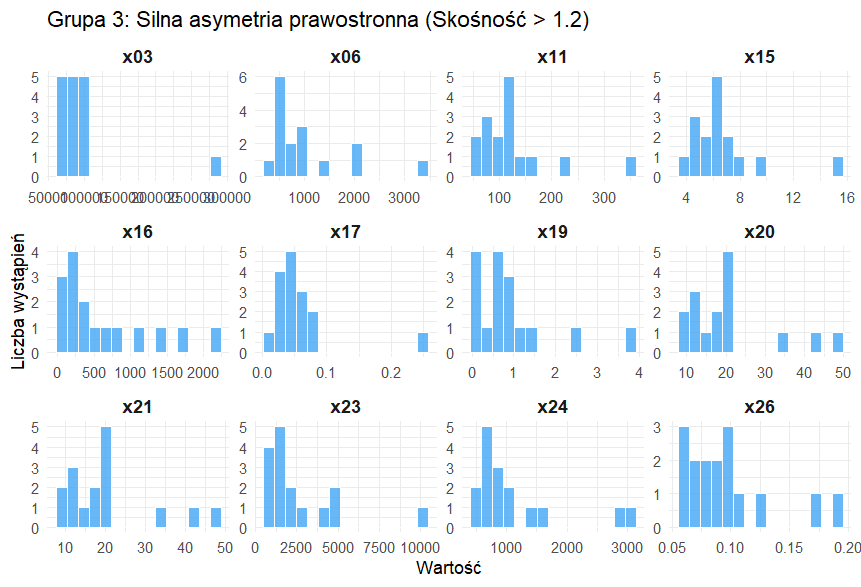 Grupa 3: Silna asymetria prawostronna (Skośność > 1.2)
x03 x06 x11 x15
5 6 5 5
4 4 4 4
3 3 3
2 2 2 2
1 1 1
0 0 0 0
50000 100000 150000 200000 250000 300000 1000 2000 3000 100 200 300 4 8 12 16
x16 x17 x19 x20
4 5 4 5
3 4 3 4
2 3 2 3
1 2 1 2
0 1 0 1
0 0
0 500 1000 1500 2000 0.0 0.1 0.2 0 1 2 3 4 10 20 30 40 50
x21 x23 x24 x26
5 5 5 3
4 4 4
3 3 3 2
2 2 2
1 1 1 1
0 0 0 0
10 20 30 40 50 0 2500 5000 7500 10000 1000 2000 3000 0.05 0.10 0.15 0.20
Liczba wystąpień
Wartość